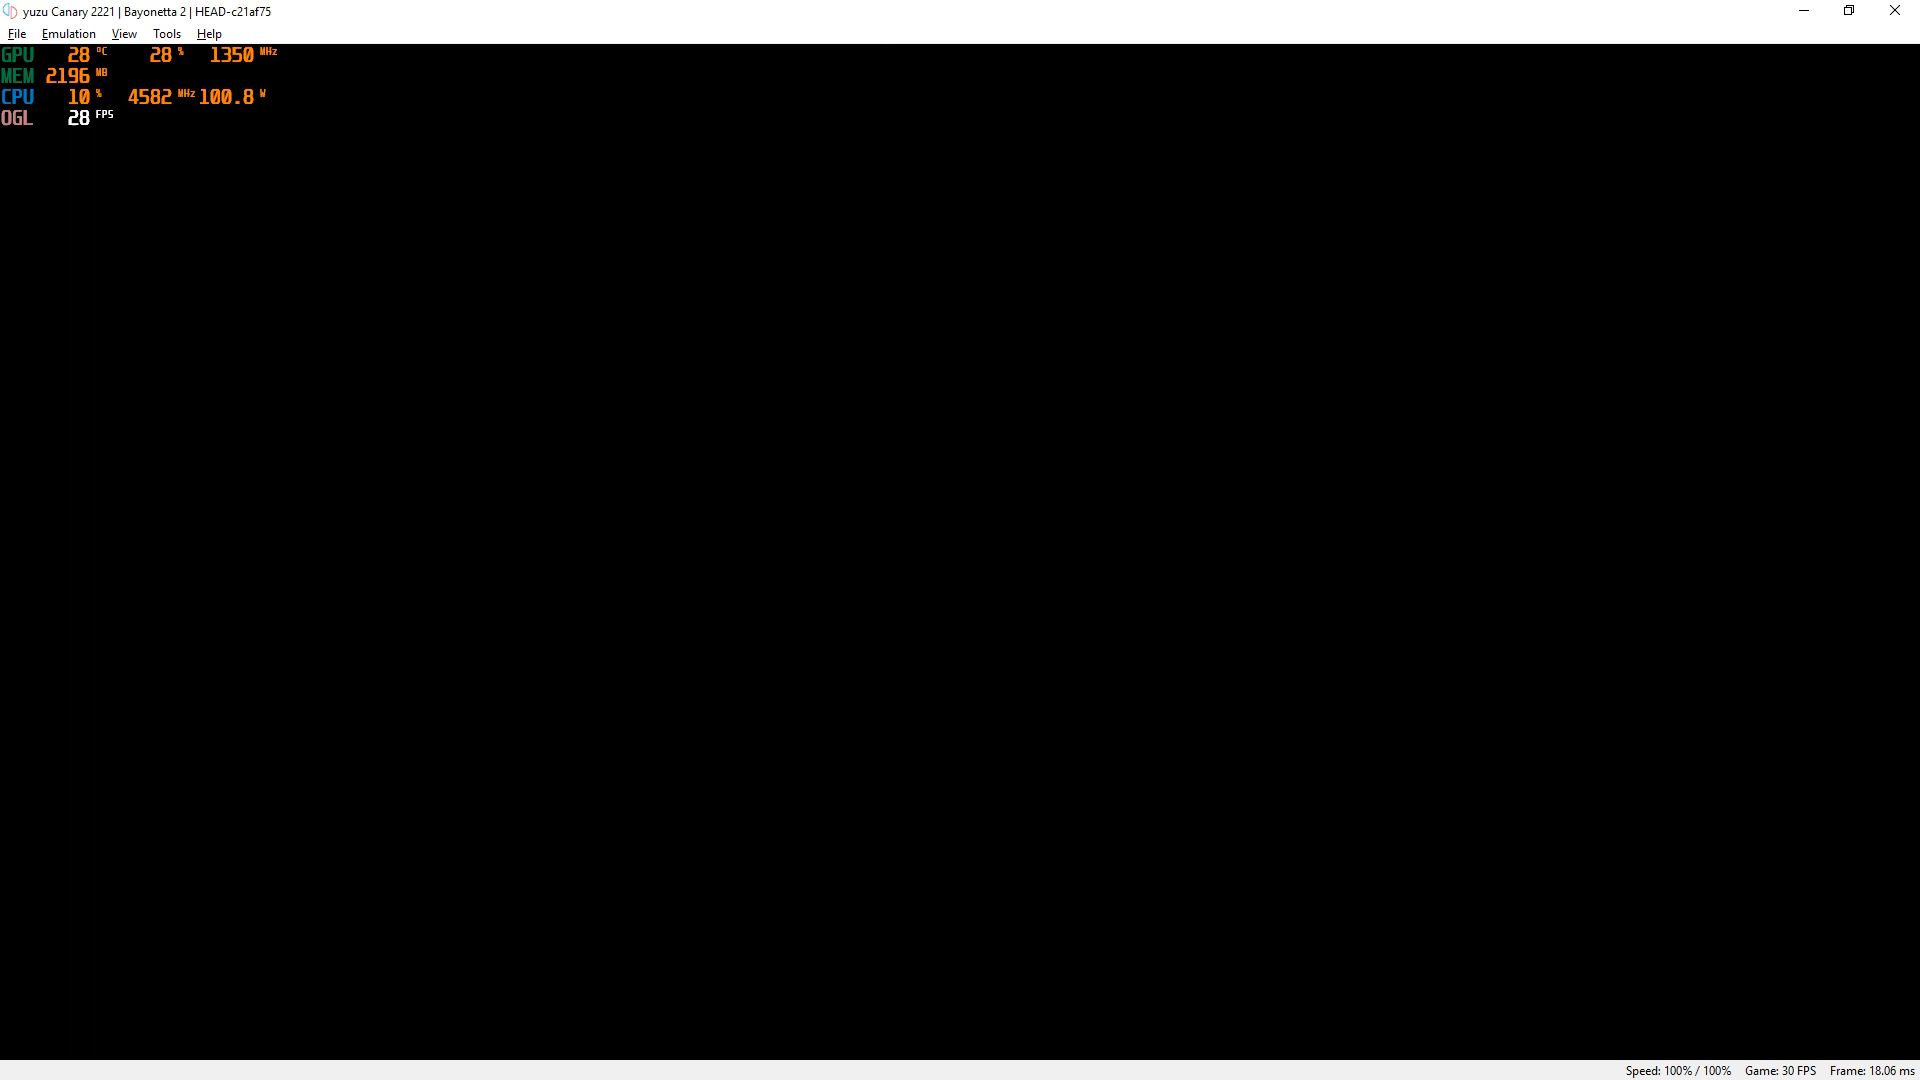 yuzu Canary 2221 | Bayonetta 2 | HEAD-c21af75
File Emulation View Tools Help
GPU 28 °C 28 % 1350 MHz
MEM 2196 MB
CPU 10 % 4582 MHz 100.8 W
OGL 28 FPS
Speed: 100% / 100% Game: 30 FPS Frame: 18.06 ms